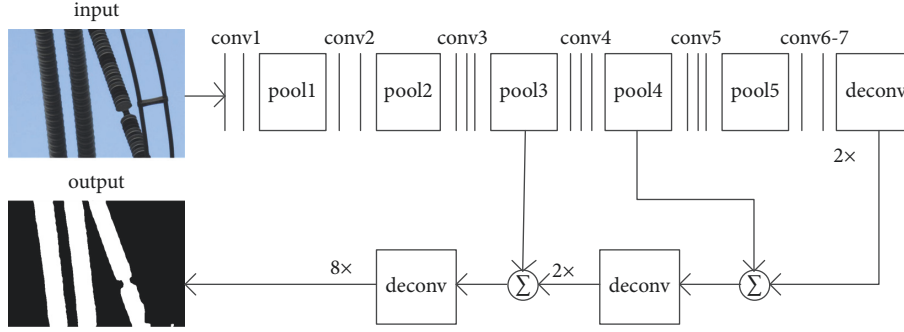 input
conv1 conv2 conv3 conv4 conv5 conv6-7
pool1 pool2 pool3 pool4 pool5 deconv
2×
output
8× 2×
deconv Σ deconv Σ